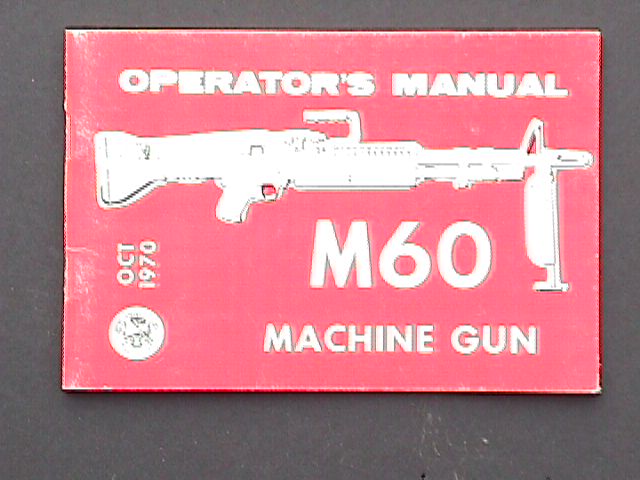 OPERATOR'S MANUAL
M60
OCT
1970
MACHINE GUN